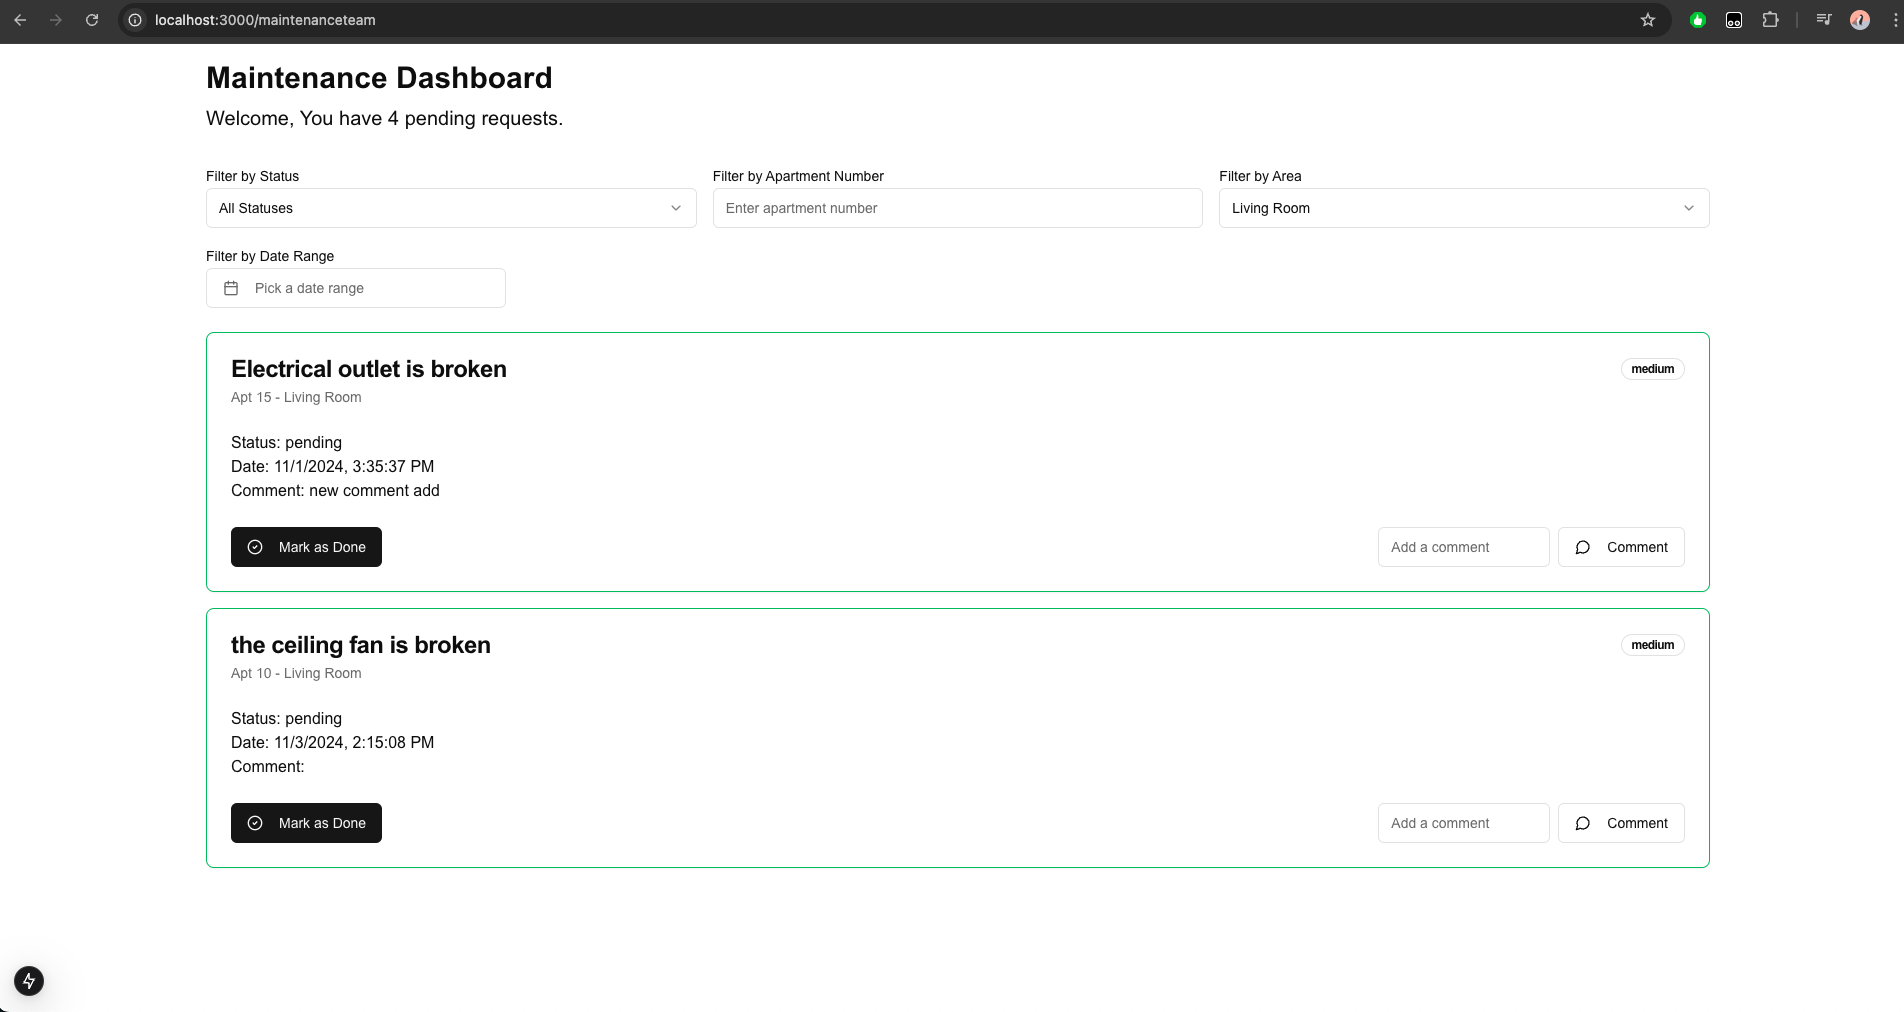 localhost:3000/maintenanceteam
Maintenance Dashboard
Welcome, You have 4 pending requests.
Filter by Status
All Statuses
Filter by Apartment Number
Enter apartment number
Filter by Area
Living Room
Filter by Date Range
Pick a date range
Electrical outlet is broken
medium
Apt 15 - Living Room
Status: pending
Date: 11/1/2024, 3:35:37 PM
Comment: new comment add
Mark as Done
Add a comment
Comment
the ceiling fan is broken
medium
Apt 10 - Living Room
Status: pending
Date: 11/3/2024, 2:15:08 PM
Comment:
Mark as Done
Add a comment
Comment